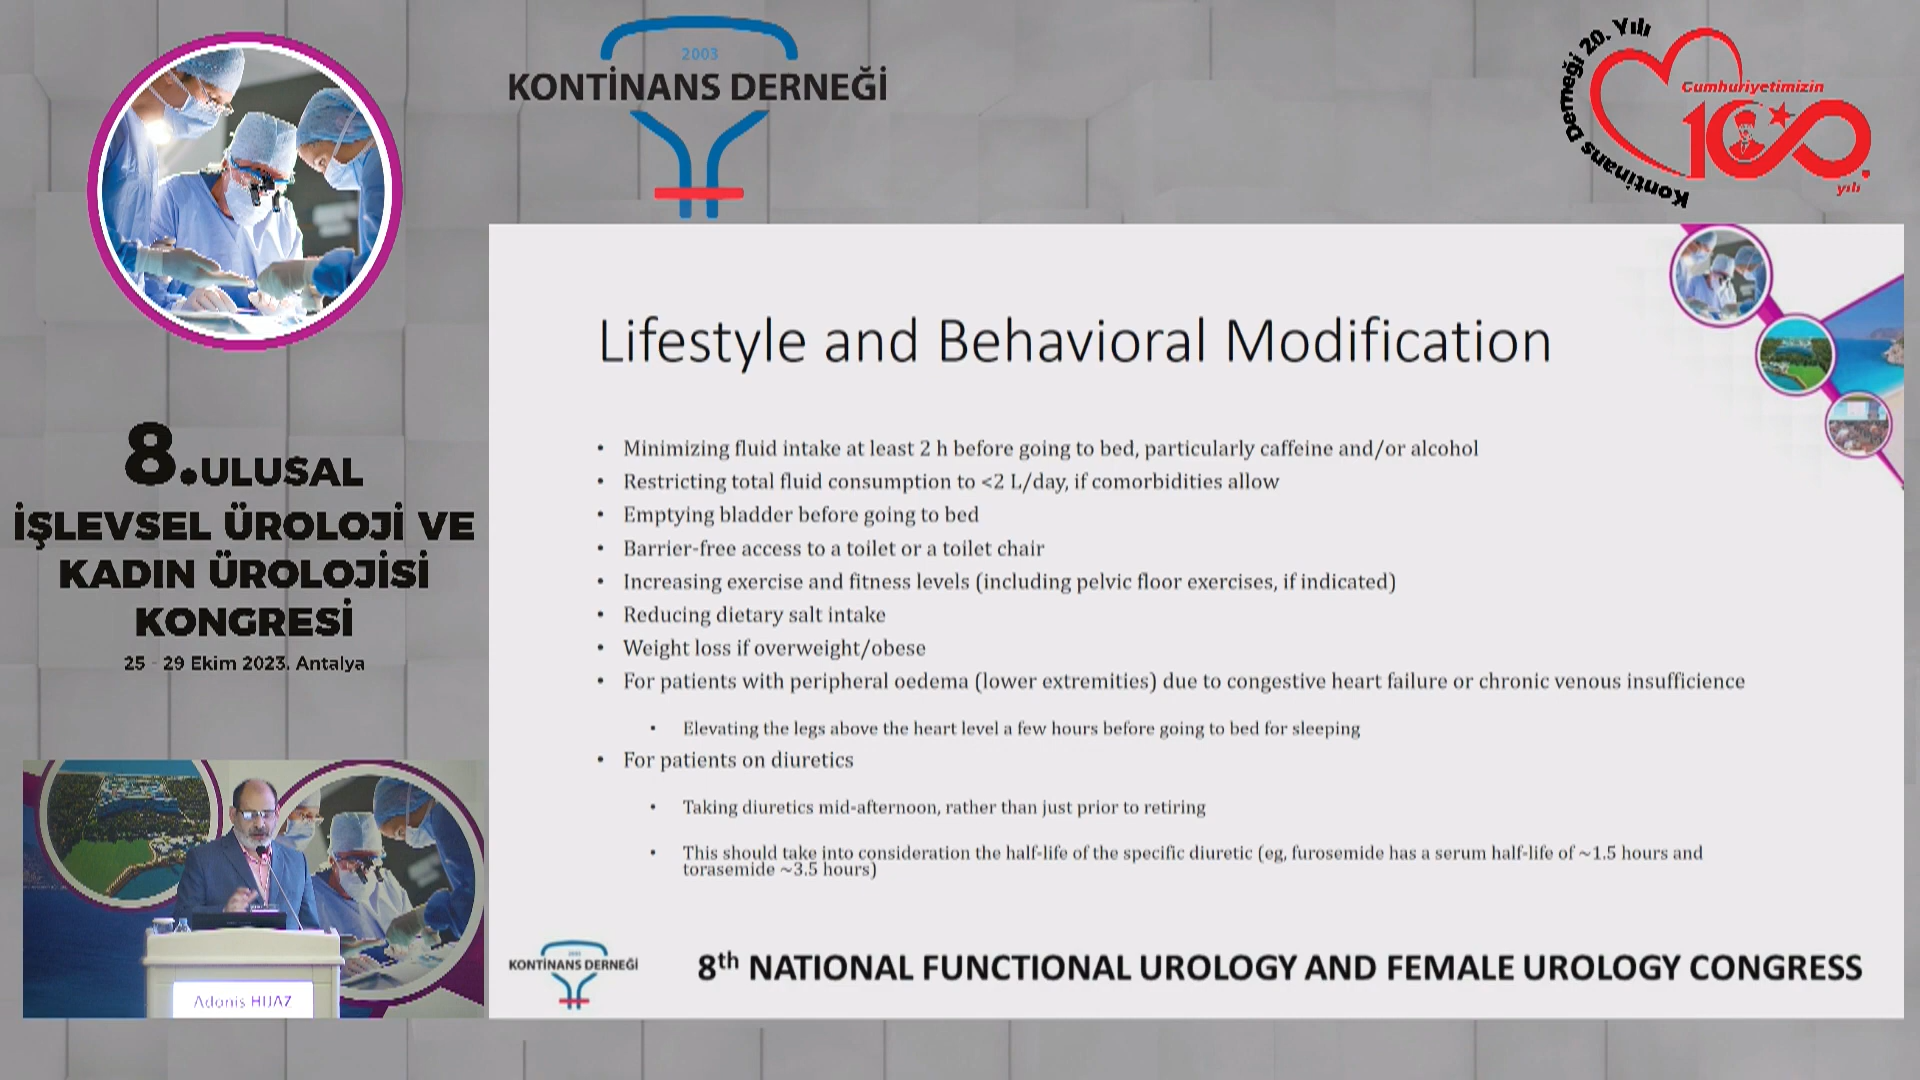 2003
KONTİNANS DERNEĞİ
Kontinans Derneği 20. Yılı
Cumhuriyetimizin
100.
yılı
8.ULUSAL
İŞLEVSEL ÜROLOJİ VE
KADIN ÜROLOJİSİ
KONGRESİ
25 - 29 Ekim 2023. Antalya
Adonis HIJAZ
Lifestyle and Behavioral Modification
• Minimizing fluid intake at least 2 h before going to bed, particularly caffeine and/or alcohol
• Restricting total fluid consumption to <2 L/day, if comorbidities allow
• Emptying bladder before going to bed
• Barrier-free access to a toilet or a toilet chair
• Increasing exercise and fitness levels (including pelvic floor exercises, if indicated)
• Reducing dietary salt intake
• Weight loss if overweight/obese
• For patients with peripheral oedema (lower extremities) due to congestive heart failure or chronic venous insufficience
• Elevating the legs above the heart level a few hours before going to bed for sleeping
• For patients on diuretics
• Taking diuretics mid-afternoon, rather than just prior to retiring
• This should take into consideration the half-life of the specific diuretic (eg, furosemide has a serum half-life of ~1.5 hours and
torasemide ~3.5 hours)
KONTİNANS DERNEĞİ
8th NATIONAL FUNCTIONAL UROLOGY AND FEMALE UROLOGY CONGRESS